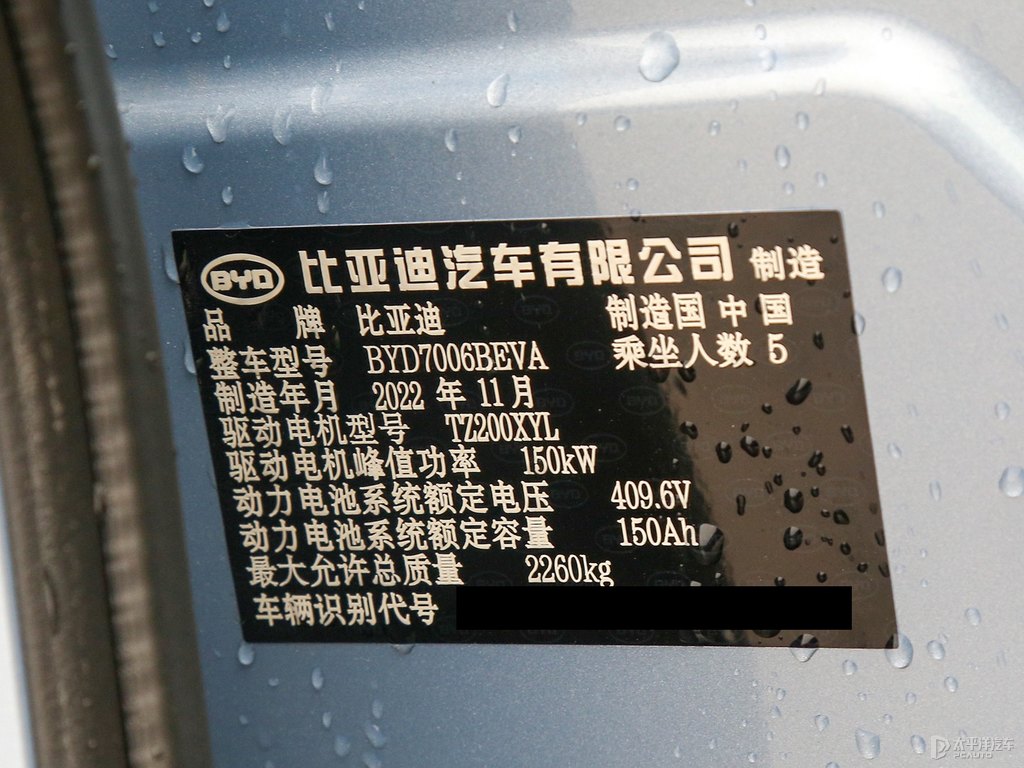 BYD 比亚迪汽车有限公司 制造
品 牌 比亚迪 制造国 中国
整车型号 BYD7006BEVA 乘坐人数 5
制造年月 2022 年 11 月
驱动电机型号 TZ200XYL
驱动电机峰值功率 150kW
动力电池系统额定电压 409.6V
动力电池系统额定容量 150Ah
最大允许总质量 2260kg
车辆识别代号
太平洋汽车
PCAUTO